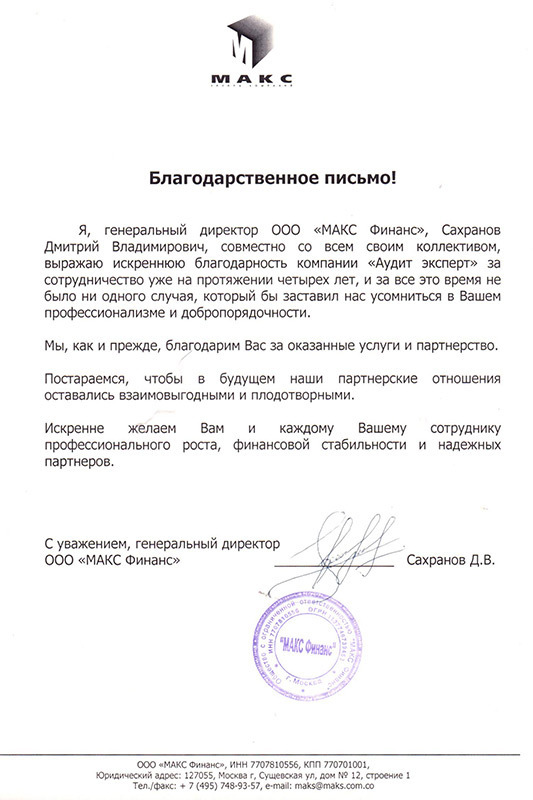 М
МАКС
ГРУППА КОМПАНИЙ
Благодарственное письмо!
Я, генеральный директор ООО «МАКС Финанс», Сахранов
Дмитрий Владимирович, совместно со всем своим коллективом,
выражаю искреннюю благодарность компании «Аудит эксперт» за
сотрудничество уже на протяжении четырех лет, и за все это время не
было ни одного случая, который бы заставил нас усомниться в Вашем
профессионализме и добропорядочности.
Мы, как и прежде, благодарим Вас за оказанные услуги и партнерство.
Постараемся, чтобы в будущем наши партнерские отношения
оставались взаимовыгодными и плодотворными.
Искренне желаем Вам и каждому Вашему сотруднику
профессионального роста, финансовой стабильности и надежных
партнеров.
С уважением, генеральный директор
ООО «МАКС Финанс» Сахранов Д.В.
Общество с ограниченной ответственностью "МАКС Финанс"
ИНН 7707810556 ОГРН
"МАКС Финанс"
г. Москва
ООО «МАКС Финанс», ИНН 7707810556, КПП 770701001,
Юридический адрес: 127055, Москва г, Сущевская ул, дом № 12, строение 1
Тел./факс: + 7 (495) 748-93-57, e-mail: maks@maks.com.co